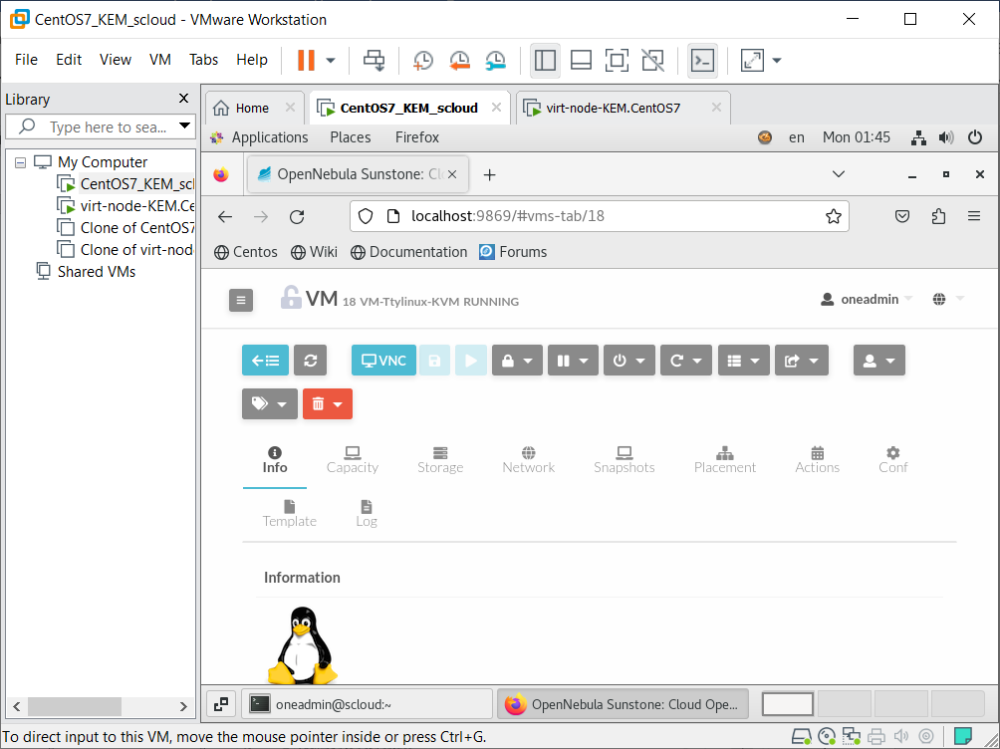 CentOS7_KEM_scloud - VMware Workstation
File Edit View VM Tabs Help
Library
Type here to sea...
My Computer
CentOS7_KEM_scl
virt-node-KEM.Ce
Clone of CentOS7
Clone of virt-nod
Shared VMs
Home
CentOS7_KEM_scloud
virt-node-KEM.CentOS7
Applications Places Firefox
en Mon 01:45
OpenNebula Sunstone: Clo
localhost:9869/#vms-tab/18
Centos Wiki Documentation Forums
VM 18 VM-Ttylinux-KVM RUNNING
oneadmin
VNC
Info Capacity Storage Network Snapshots Placement Actions Conf
Template Log
Information
oneadmin@scloud:~
OpenNebula Sunstone: Cloud Ope...
To direct input to this VM, move the mouse pointer inside or press Ctrl+G.